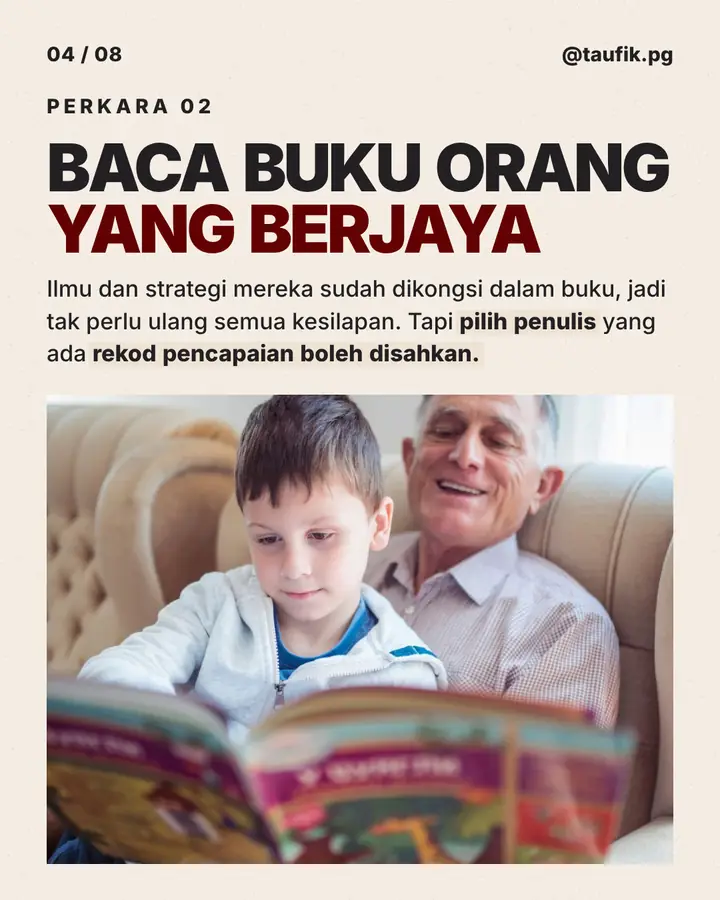 04 / 08
@taufik.pg
PERKARA 02
BACA BUKU ORANG
YANG BERJAYA
Ilmu dan strategi mereka sudah dikongsi dalam buku, jadi
tak perlu ulang semua kesilapan. Tapi pilih penulis yang
ada rekod pencapaian boleh disahkan.